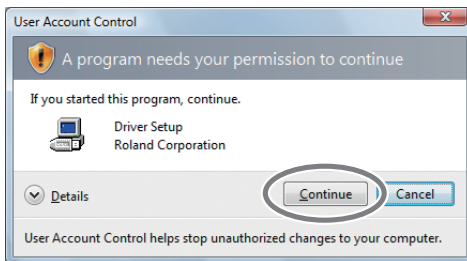 User Account Control
A program needs your permission to continue
If you started this program, continue.
Driver Setup
Roland Corporation
Details
Continue
Cancel
User Account Control helps stop unauthorized changes to your computer.